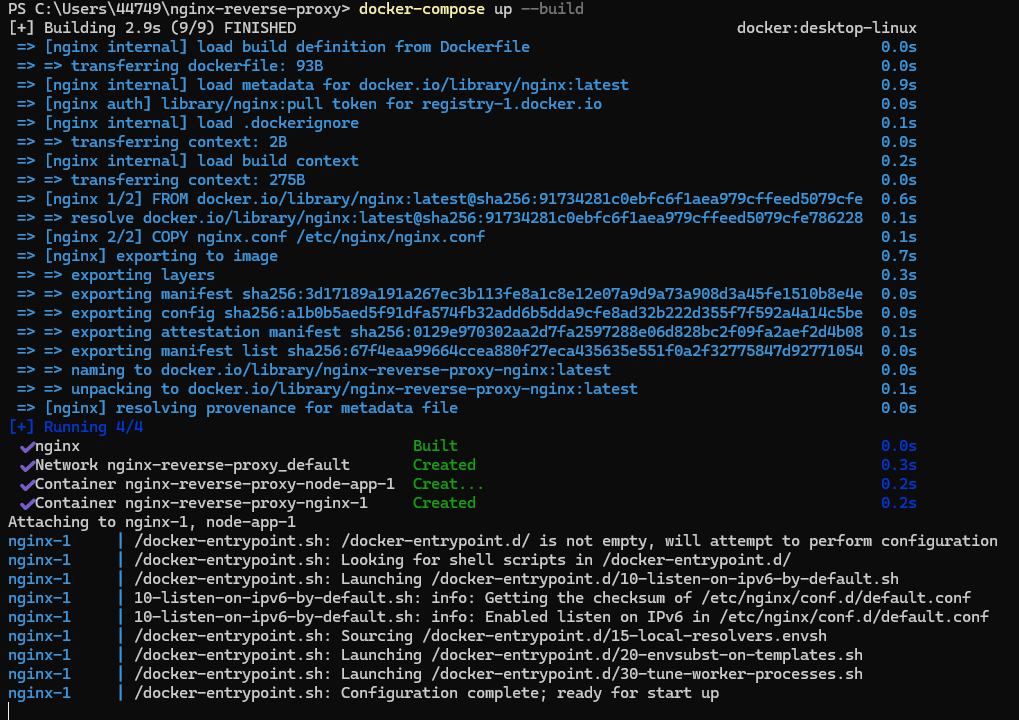 PS C:\Users\44749\nginx-reverse-proxy> docker-compose up --build
[+] Building 2.9s (9/9) FINISHED docker:desktop-linux
=> [nginx internal] load build definition from Dockerfile 0.0s
=> => transferring dockerfile: 93B 0.0s
=> [nginx internal] load metadata for docker.io/library/nginx:latest 0.9s
=> [nginx auth] library/nginx:pull token for registry-1.docker.io 0.0s
=> [nginx internal] load .dockerignore 0.1s
=> => transferring context: 2B 0.0s
=> [nginx internal] load build context 0.2s
=> => transferring context: 275B 0.0s
=> [nginx 1/2] FROM docker.io/library/nginx:latest@sha256:91734281c0ebfc6f1aea979cffeed5079cfe 0.6s
=> => resolve docker.io/library/nginx:latest@sha256:91734281c0ebfc6f1aea979cffeed5079cfe786228 0.1s
=> [nginx 2/2] COPY nginx.conf /etc/nginx/nginx.conf 0.1s
=> [nginx] exporting to image 0.7s
=> => exporting layers 0.3s
=> => exporting manifest sha256:3d17189a191a267ec3b113fe8a1c8e12e07a9d9a73a908d3a45fe1510b8e4e 0.0s
=> => exporting config sha256:a1b0b5aed5f91dfa574fb32add6b5dda9cfe8ad32b222d355f7f592a4a14c5be 0.0s
=> => exporting attestation manifest sha256:0129e970302aa2d7fa2597288e06d828bc2f09fa2aef2d4b08 0.1s
=> => exporting manifest list sha256:67f4eaa99664ccea880f27eca435635e551f0a2f32775847d92771054 0.0s
=> => naming to docker.io/library/nginx-reverse-proxy-nginx:latest 0.0s
=> => unpacking to docker.io/library/nginx-reverse-proxy-nginx:latest 0.1s
=> [nginx] resolving provenance for metadata file 0.0s
[+] Running 4/4
✔nginx Built 0.0s
✔Network nginx-reverse-proxy_default Created 0.3s
✔Container nginx-reverse-proxy-node-app-1 Creat... 0.2s
✔Container nginx-reverse-proxy-nginx-1 Created 0.2s
Attaching to nginx-1, node-app-1
nginx-1 | /docker-entrypoint.sh: /docker-entrypoint.d/ is not empty, will attempt to perform configuration
nginx-1 | /docker-entrypoint.sh: Looking for shell scripts in /docker-entrypoint.d/
nginx-1 | /docker-entrypoint.sh: Launching /docker-entrypoint.d/10-listen-on-ipv6-by-default.sh
nginx-1 | 10-listen-on-ipv6-by-default.sh: info: Getting the checksum of /etc/nginx/conf.d/default.conf
nginx-1 | 10-listen-on-ipv6-by-default.sh: info: Enabled listen on IPv6 in /etc/nginx/conf.d/default.conf
nginx-1 | /docker-entrypoint.sh: Sourcing /docker-entrypoint.d/15-local-resolvers.envsh
nginx-1 | /docker-entrypoint.sh: Launching /docker-entrypoint.d/20-envsubst-on-templates.sh
nginx-1 | /docker-entrypoint.sh: Launching /docker-entrypoint.d/30-tune-worker-processes.sh
nginx-1 | /docker-entrypoint.sh: Configuration complete; ready for start up